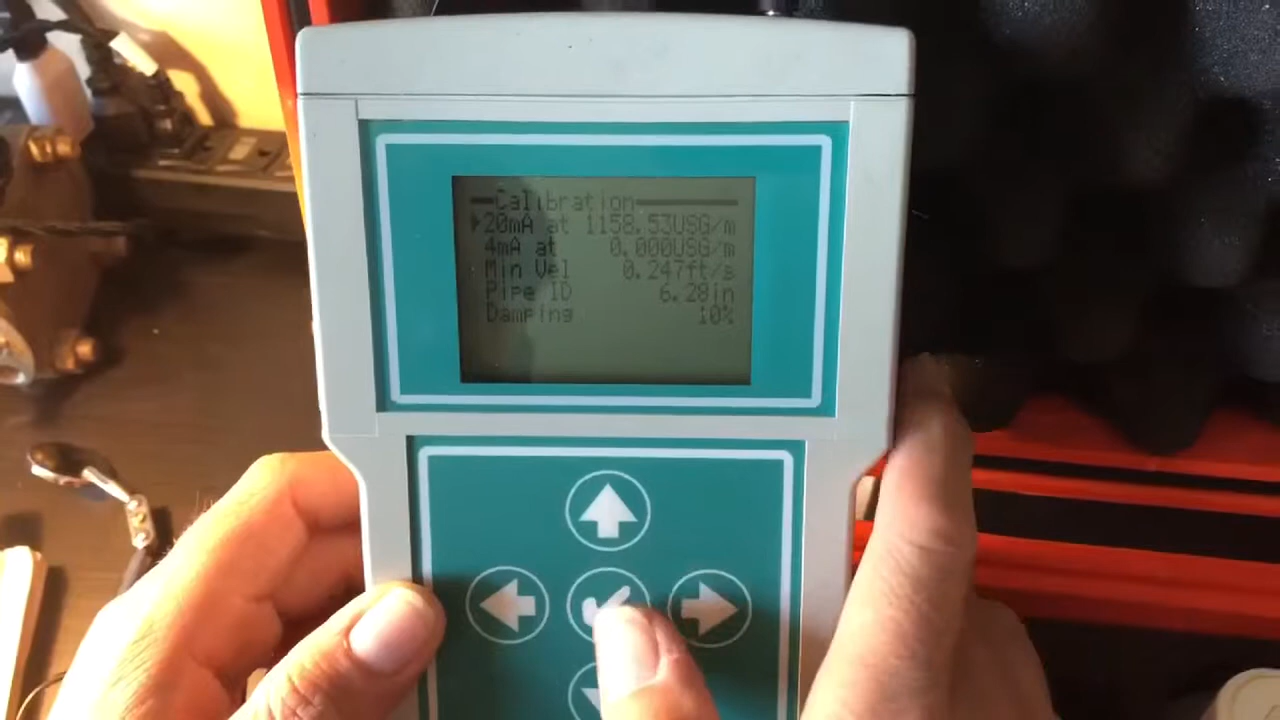 Calibration
20mA at 1158.53USG/m
4mA at 0.000USG/m
Min Vel 0.247ft/s
Pipe ID 6.28in
Damping 10%